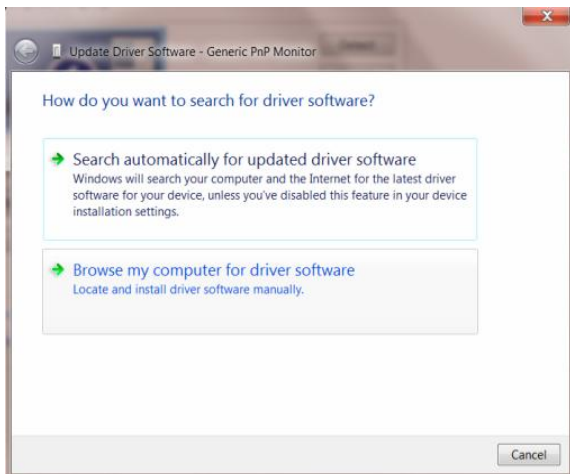 Update Driver Software - Generic PnP Monitor
How do you want to search for driver software?
Search automatically for updated driver software
Windows will search your computer and the Internet for the latest driver
software for your device, unless you've disabled this feature in your device
installation settings.
Browse my computer for driver software
Locate and install driver software manually.
Cancel